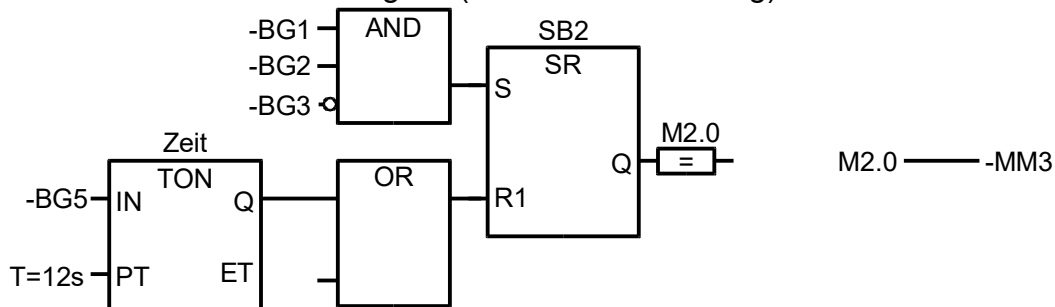 -BG1
-BG2
-BG3
AND
SB2
SR
S
R1
Q
M2.0
=
M2.0
-MM3
Zeit
TON
-BG5
IN
Q
T=12s
PT
ET
OR